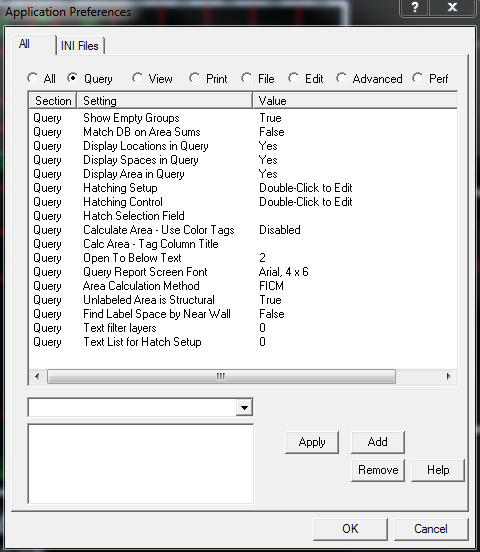 Application Preferences ? X
All INI Files
All Query View Print File Edit Advanced Perf
Section Setting Value
Query Show Empty Groups True
Query Match DB on Area Sums False
Query Display Locations in Query Yes
Query Display Spaces in Query Yes
Query Display Area in Query Yes
Query Hatching Setup Double-Click to Edit
Query Hatching Control Double-Click to Edit
Query Hatch Selection Field
Query Calculate Area - Use Color Tags Disabled
Query Calc Area - Tag Column Title
Query Open To Below Text 2
Query Query Report Screen Font Arial, 4 x 6
Query Area Calculation Method FICM
Query Unlabeled Area is Structural True
Query Find Label Space by Near Wall False
Query Text filter layers 0
Query Text List for Hatch Setup 0
Apply Add
Remove Help
OK Cancel